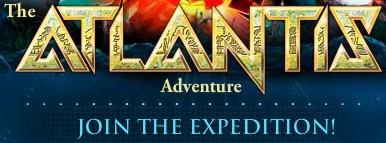 The
ATLANTIS
Adventure
JOIN THE EXPEDITION!